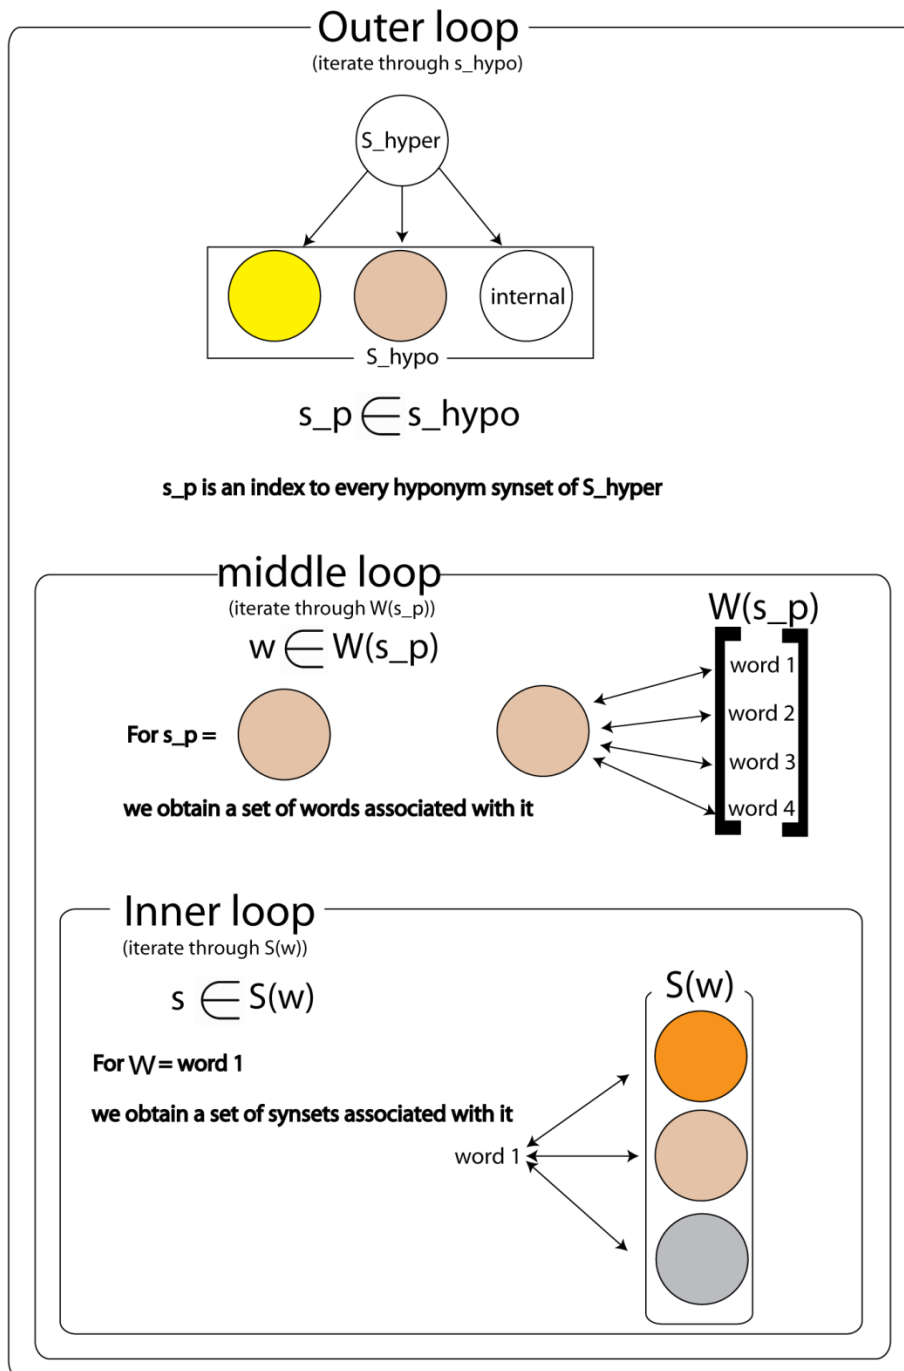 Outer loop
(iterate through s_hypo)
S_hyper
internal
S_hypo
s_p ∈ s_hypo
s_p is an index to every hyponym synset of S_hyper
middle loop
(iterate through W(s_p))
w ∈ W(s_p)
W(s_p)
word 1
word 2
For s_p =
word 3
we obtain a set of words associated with it
word 4
Inner loop
(iterate through S(w))
s ∈ S(w)
S(w)
For W = word 1
we obtain a set of synsets associated with it
word 1